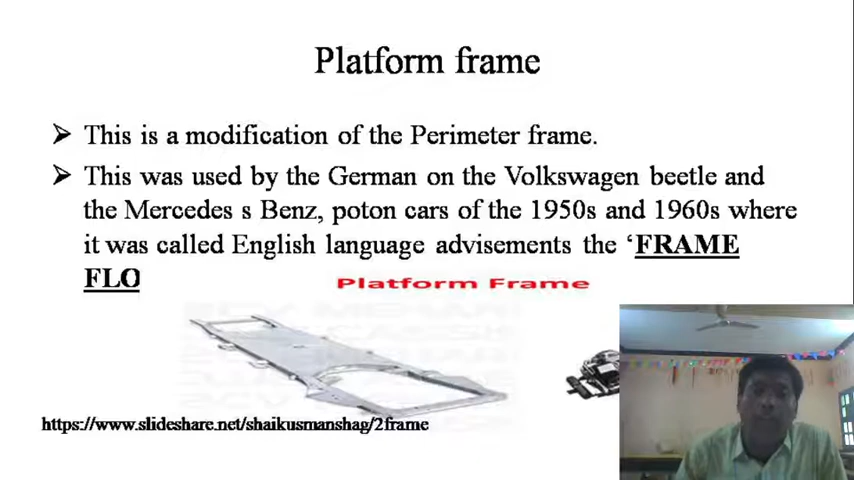 Platform frame
➢ This is a modification of the Perimeter frame.
➢ This was used by the German on the Volkswagen beetle and
the Mercedes s Benz, poton cars of the 1950s and 1960s where
it was called English language advisements the ‘FRAME
FLO
Platform Frame
https://www.slideshare.net/shaikusmanshag/2frame